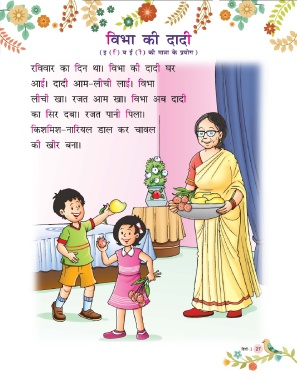 विभा की दादी
( इ ( ि ) व ई ( ी ) की मात्रा के प्रयोग )
रविवार का दिन था। विभा की दादी घर
आईं। दादी आम-लीची लाईं। विभा
लीची खा। रजत आम खा। विभा अब दादी
का सिर दबा। रजत पानी पिला।
किशमिश-नारियल डाल कर चावल
की खीर बना।
27